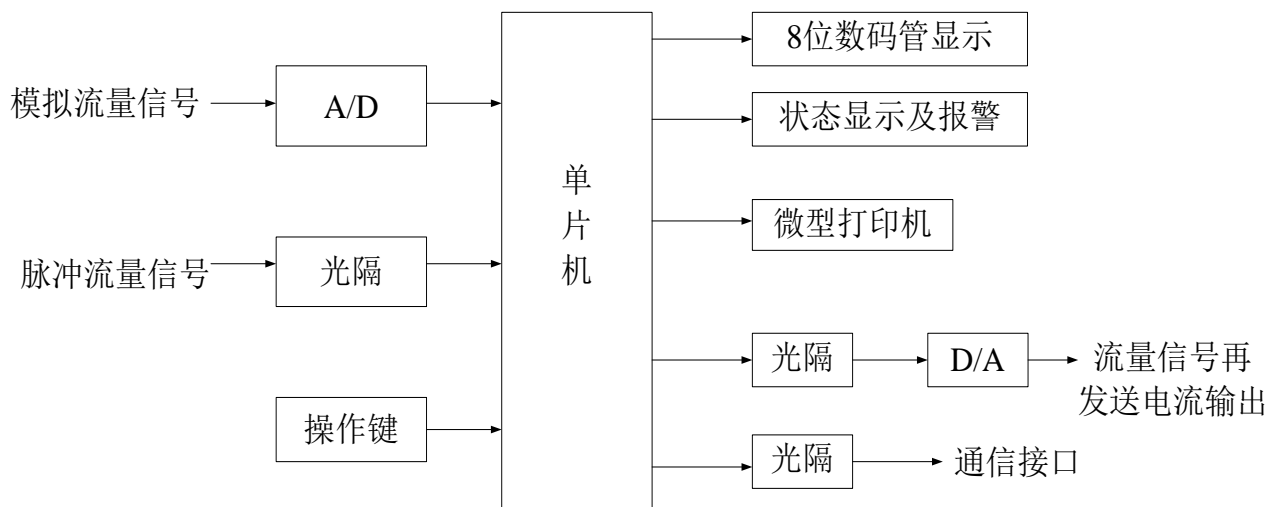 模拟流量信号
A/D
脉冲流量信号
光隔
操作键
单
片
机
8位数码管显示
状态显示及报警
微型打印机
光隔
D/A
流量信号再
发送电流输出
光隔
通信接口